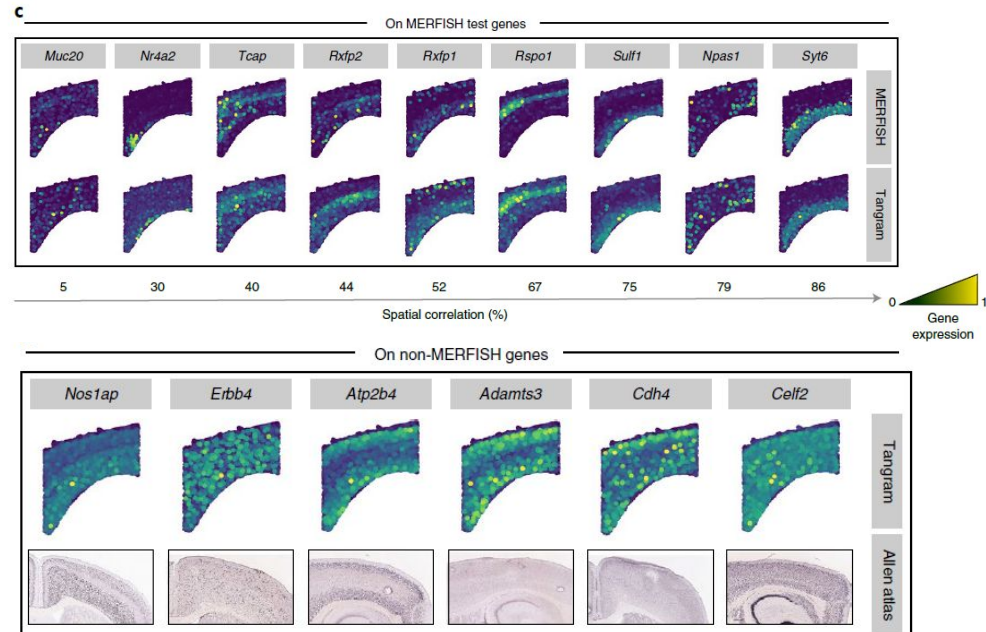 c
On MERFISH test genes
Muc20 Nr4a2 Tcap Rxfp2 Rxfp1 Rspo1 Sulf1 Npas1 Syt6
MERFISH
Tangram
5 30 40 44 52 67 75 79 86
Spatial correlation (%)
0 1
Gene
expression
On non-MERFISH genes
Nos1ap Erbb4 Atp2b4 Adamts3 Cdh4 Celf2
Tangram
Allen atlas